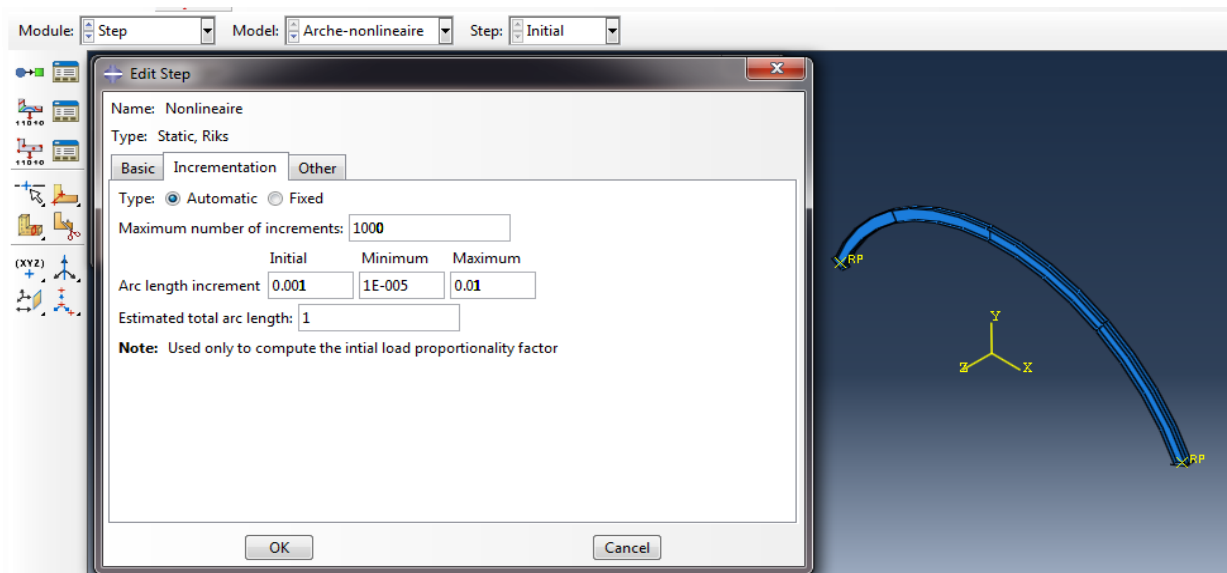 Module: Step Model: Arche-nonlineaire Step: Initial
Edit Step
Name: Nonlineaire
Type: Static, Riks
Basic Incrementation Other
Type: Automatic Fixed
Maximum number of increments: 1000
Initial Minimum Maximum
Arc length increment 0.001 1E-005 0.01
Estimated total arc length: 1
Note: Used only to compute the intial load proportionality factor
OK Cancel
11010
11010
(XYZ)
RP
Y
Z X
RP